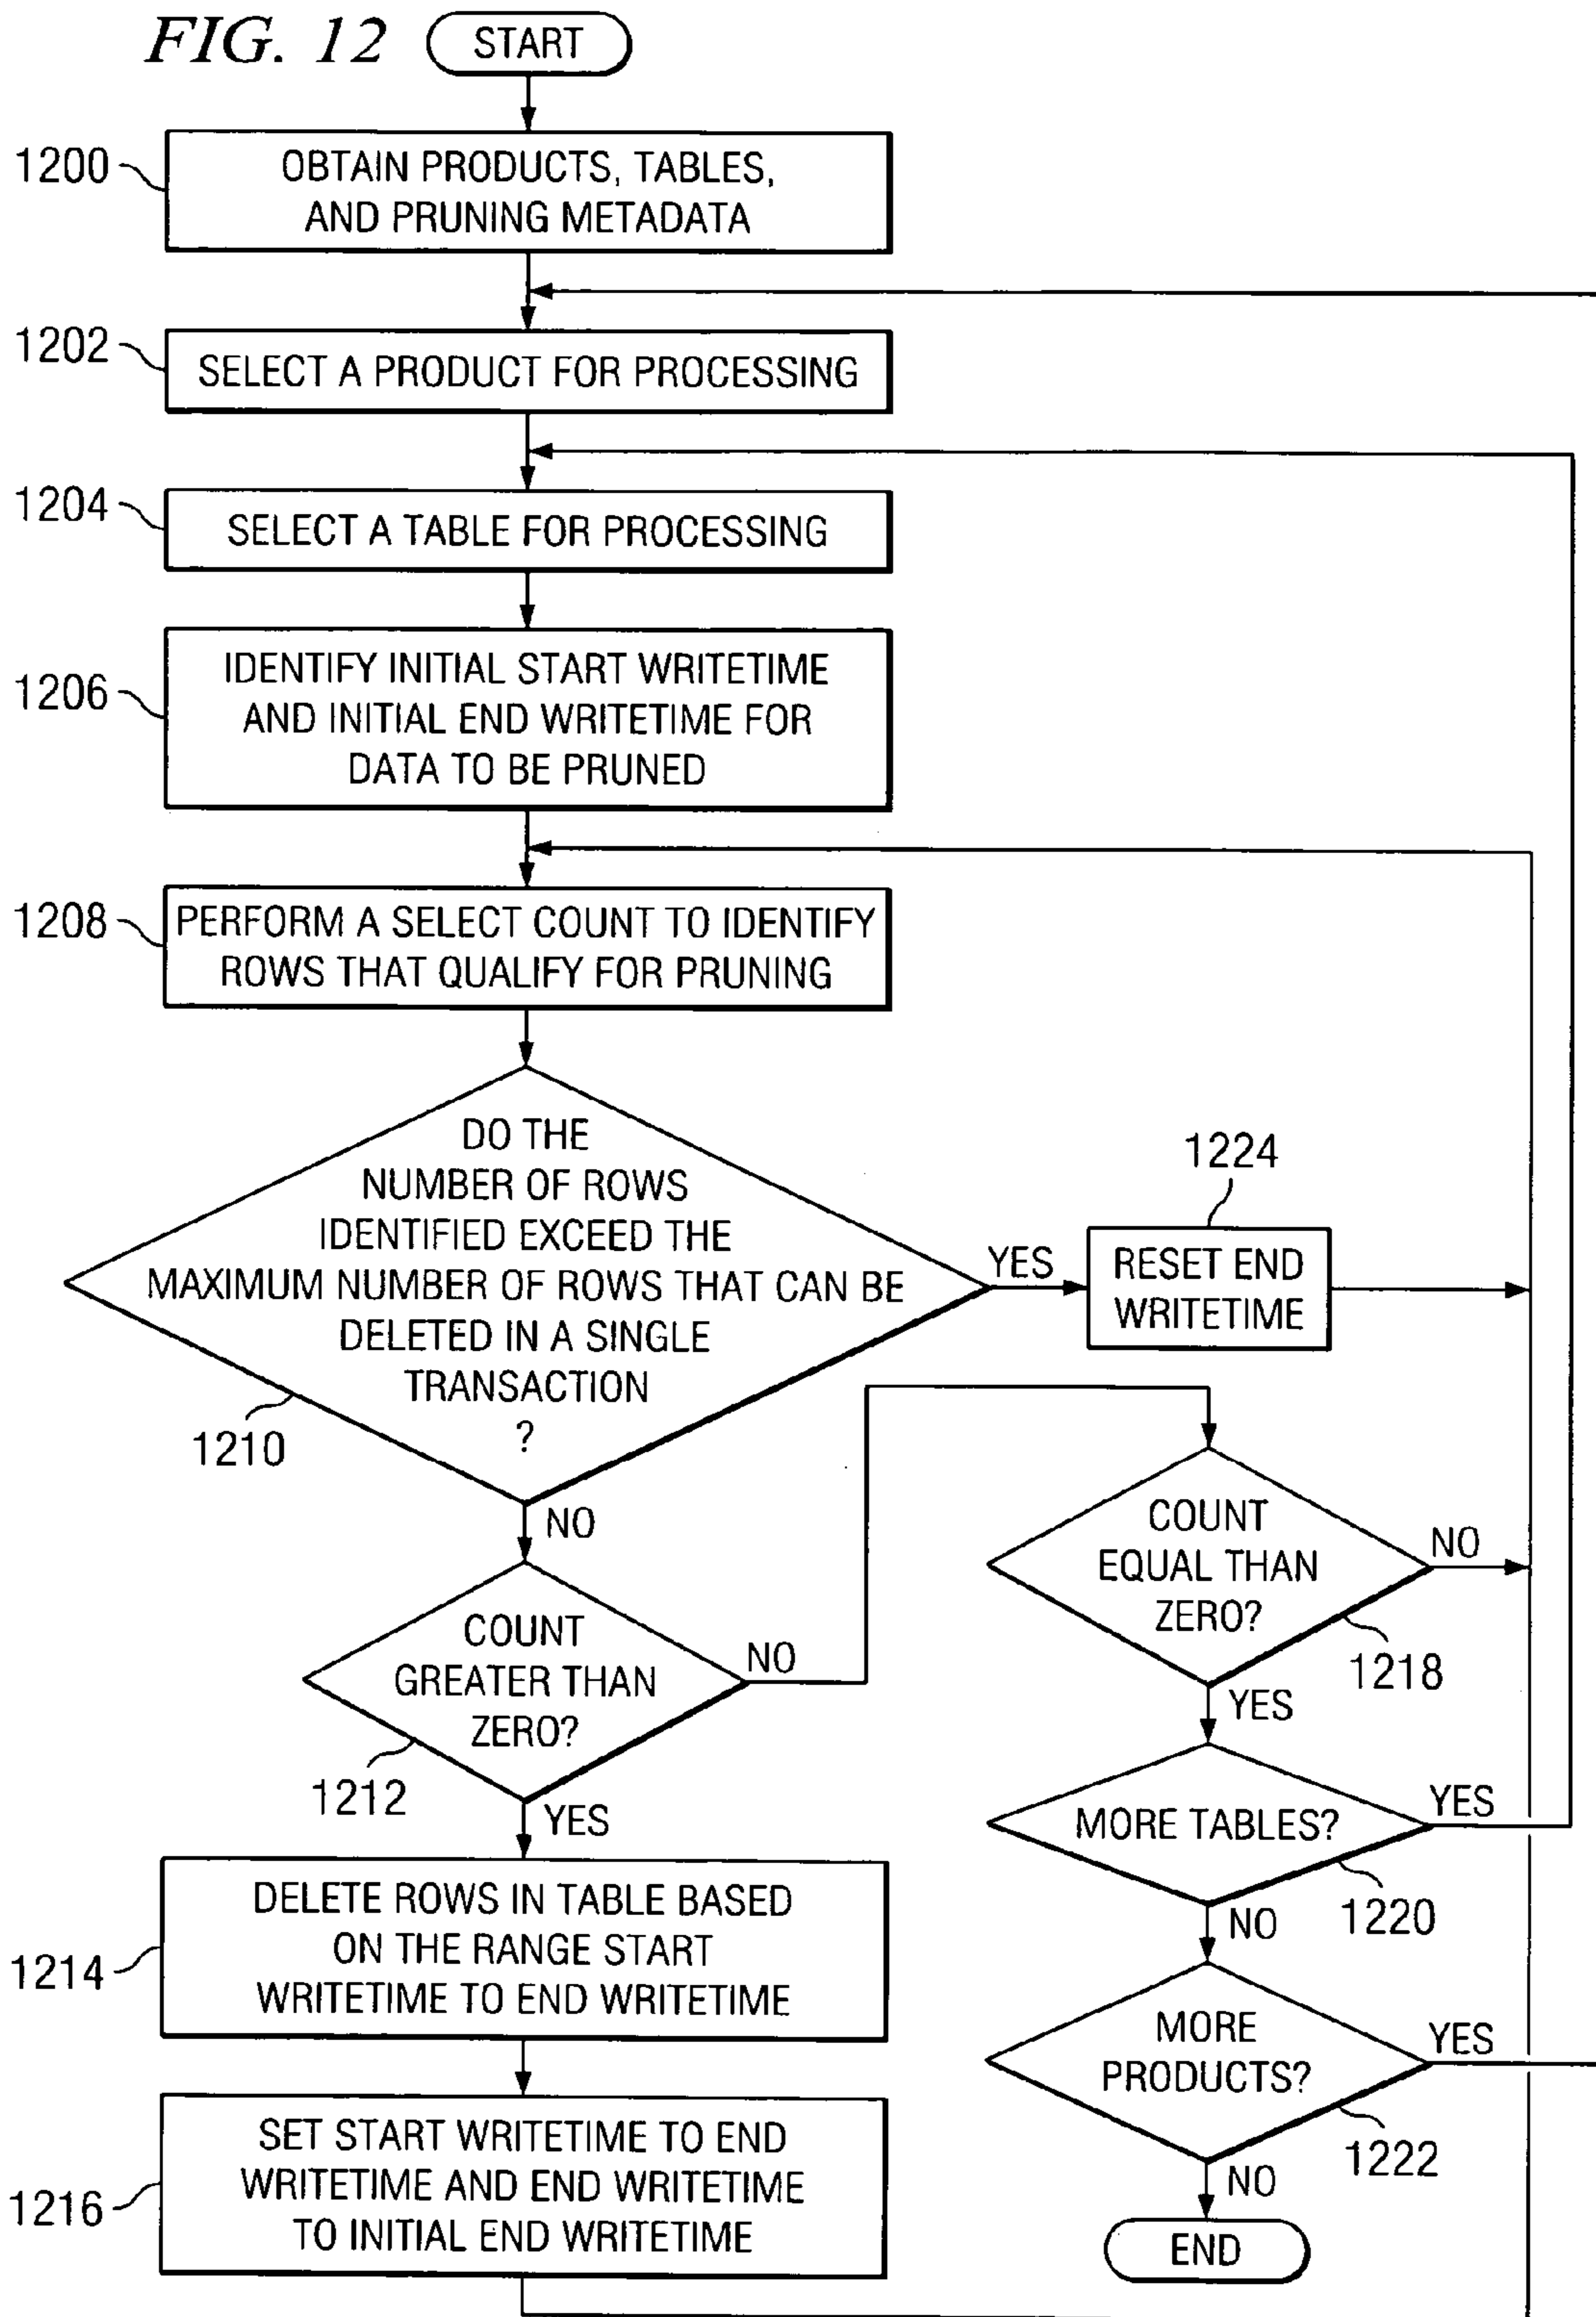 FIG. 12
START
1200
OBTAIN PRODUCTS, TABLES,
AND PRUNING METADATA
1202
SELECT A PRODUCT FOR PROCESSING
1204
SELECT A TABLE FOR PROCESSING
1206
IDENTIFY INITIAL START WRITETIME
AND INITIAL END WRITETIME FOR
DATA TO BE PRUNED
1208
PERFORM A SELECT COUNT TO IDENTIFY
ROWS THAT QUALIFY FOR PRUNING
DO THE
NUMBER OF ROWS
IDENTIFIED EXCEED THE
MAXIMUM NUMBER OF ROWS THAT CAN BE
DELETED IN A SINGLE
TRANSACTION
?
1210
YES
1224
RESET END
WRITETIME
NO
COUNT
GREATER THAN
ZERO?
1212
NO
YES
COUNT
EQUAL THAN
ZERO?
NO
1218
YES
MORE TABLES?
YES
1220
NO
1214
DELETE ROWS IN TABLE BASED
ON THE RANGE START
WRITETIME TO END WRITETIME
MORE
PRODUCTS?
YES
1222
NO
1216
SET START WRITETIME TO END
WRITETIME AND END WRITETIME
TO INITIAL END WRITETIME
END